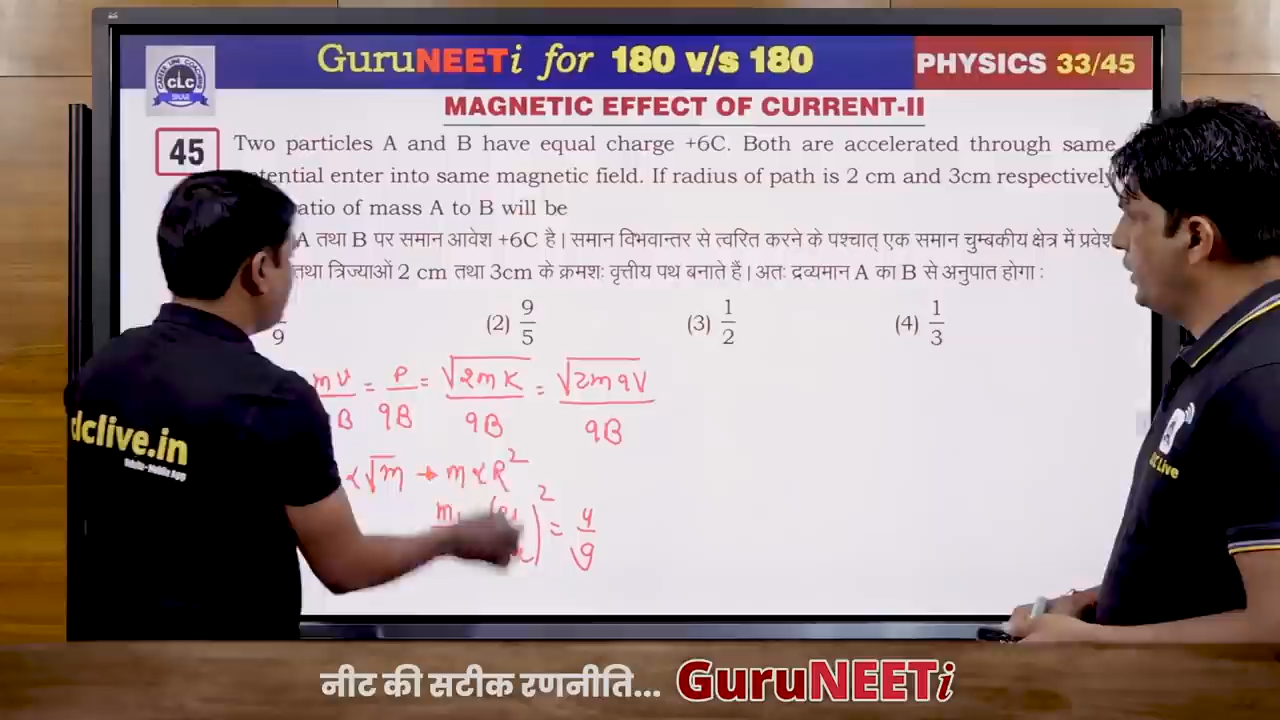 GuruNEETi for 180 v/s 180
PHYSICS 33/45
CLC
SIKAR
MAGNETIC EFFECT OF CURRENT-II
45
Two particles A and B have equal charge +6C. Both are accelerated through same
enter into same magnetic field. If radius of path is 2 cm and 3cm respectively
of mass A to B will be
A तथा B पर समान आवेश +6C है। समान विभवान्तर से त्वरित करने के पश्चात् एक समान चुम्बकीय क्षेत्र में प्रवेश
तथा त्रिज्याओं 2 cm तथा 3cm के क्रमशः वृत्तीय पथ बनाते हैं। अतः द्रव्यमान A का B से अनुपात होगा :
9 (2) 9/5 (3) 1/2 (4) 1/3
mv/B = P/qB = √2mK/qB = √2mqV/qB
∝ √m → m ∝ R²
)² = 4/9
clclive.in
CLC Live
नीट की सटीक रणनीति... GuruNEETi